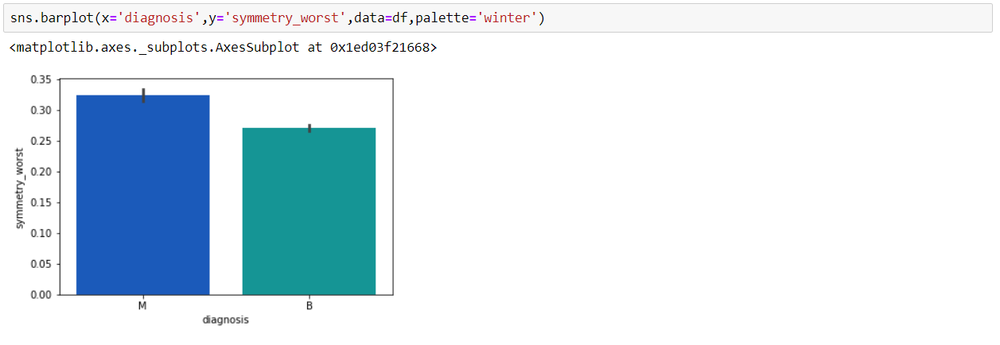 sns.barplot(x='diagnosis',y='symmetry_worst',data=df,palette='winter')
<matplotlib.axes._subplots.AxesSubplot at 0x1ed03f21668>
0.35
0.30
0.25
0.20
0.15
0.10
0.05
0.00
symmetry_worst
M B
diagnosis